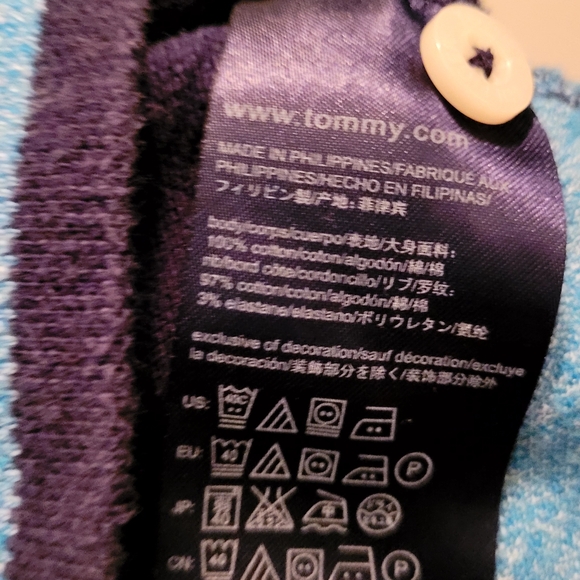 www.tommy.com
MADE IN PHILIPPINES/FABRIQUE AUX
PHILIPPINES/HECHO EN FILIPINAS/
フィリピン製/产地: 菲律宾
body/corps/cuerpo/表地/大身面料:
100% cotton/coton/algodón/綿/棉
rib/bord côte/cordoncillo/リブ/罗纹:
97% cotton/coton/algodón/綿/棉
3% elastane/elastano/ポリウレタン/氨纶
exclusive of decoration/sauf décoration/excluye
la decoración/装飾部分を除く/装饰部分除外
US: 40C
EU: 40 P
JP: 40
CN: 40 P